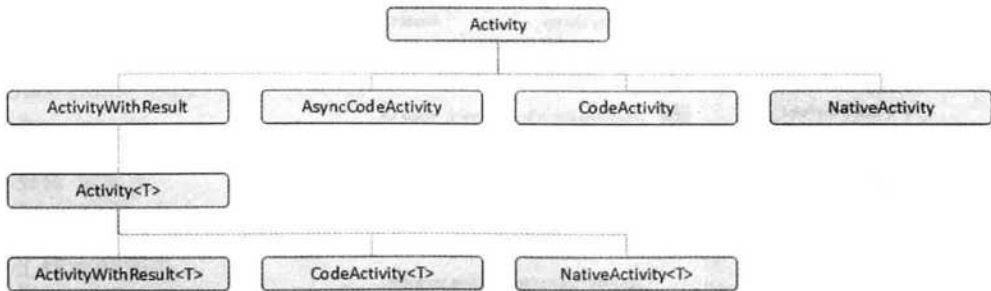 Activity
ActivityWithResult
AsyncCodeActivity
CodeActivity
NativeActivity
Activity<T>
ActivityWithResult<T>
CodeActivity<T>
NativeActivity<T>